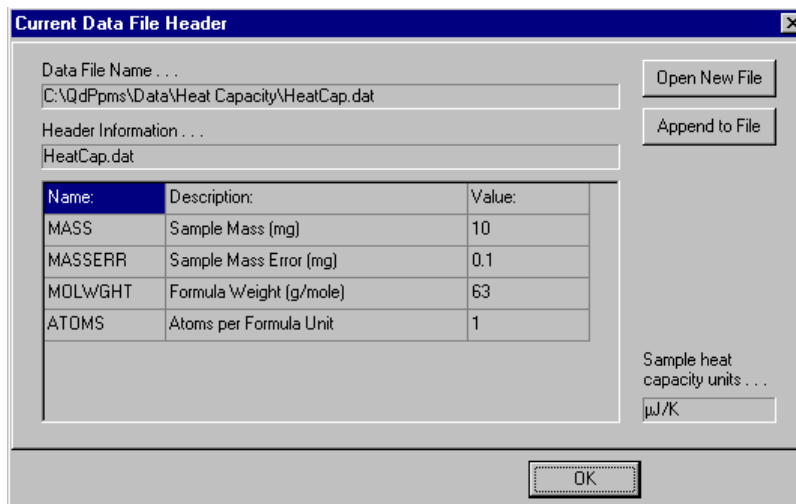 Current Data File Header
Data File Name . . .
C:\QdPpms\Data\Heat Capacity\HeatCap.dat
Open New File
Header Information . . .
Append to File
HeatCap.dat
Name: Description: Value:
MASS Sample Mass (mg) 10
MASSERR Sample Mass Error (mg) 0.1
MOLWGHT Formula Weight (g/mole) 63
ATOMS Atoms per Formula Unit 1
Sample heat
capacity units . . .
µJ/K
OK